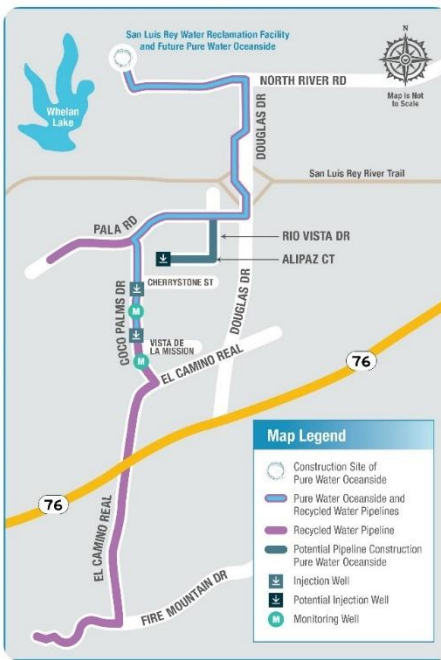 San Luis Rey Water Reclamation Facility
and Future Pure Water Oceanside
N
Map is Not
to Scale
NORTH RIVER RD
Whelan
Lake
DOUGLAS DR
San Luis Rey River Trail
PALA RD
RIO VISTA DR
ALIPAZ CT
CHERRYSTONE ST
COCO PALMS DR
M
DOUGLAS DR
VISTA DE
LA MISSION
M
EL CAMINO REAL
76
76
EL CAMINO REAL
FIRE MOUNTAIN DR
Map Legend
Construction Site of
Pure Water Oceanside
Pure Water Oceanside and
Recycled Water Pipelines
Recycled Water Pipeline
Potential Pipeline Construction
Pure Water Oceanside
Injection Well
Potential Injection Well
M
Monitoring Well